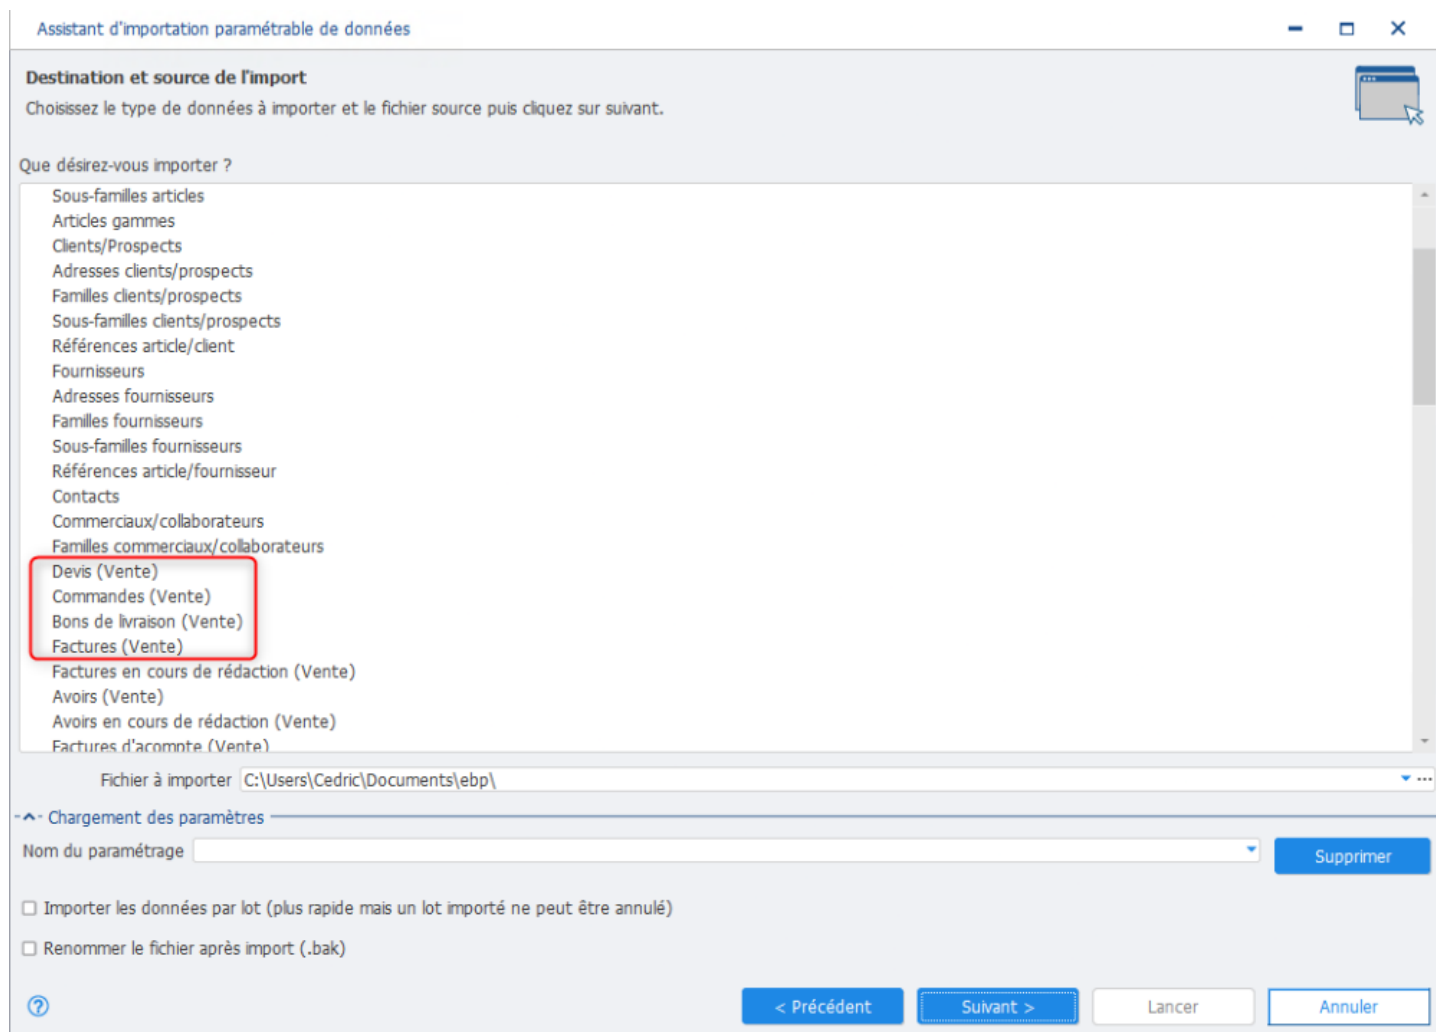 Assistant d'importation paramétrable de données
Destination et source de l'import
Choisissez le type de données à importer et le fichier source puis cliquez sur suivant.
Que désirez-vous importer ?
Sous-familles articles
Articles gammes
Clients/Prospects
Adresses clients/prospects
Familles clients/prospects
Sous-familles clients/prospects
Références article/client
Fournisseurs
Adresses fournisseurs
Familles fournisseurs
Sous-familles fournisseurs
Références article/fournisseur
Contacts
Commerciaux/collaborateurs
Familles commerciaux/collaborateurs
Devis (Vente)
Commandes (Vente)
Bons de livraison (Vente)
Factures (Vente)
Factures en cours de rédaction (Vente)
Avoirs (Vente)
Avoirs en cours de rédaction (Vente)
Factures d'acompte (Vente)
Fichier à importer C:\Users\Cedric\Documents\ebp\
Chargement des paramètres
Nom du paramétrage
Supprimer
Importer les données par lot (plus rapide mais un lot importé ne peut être annulé)
Renommer le fichier après import (.bak)
< Précédent Suivant > Lancer Annuler